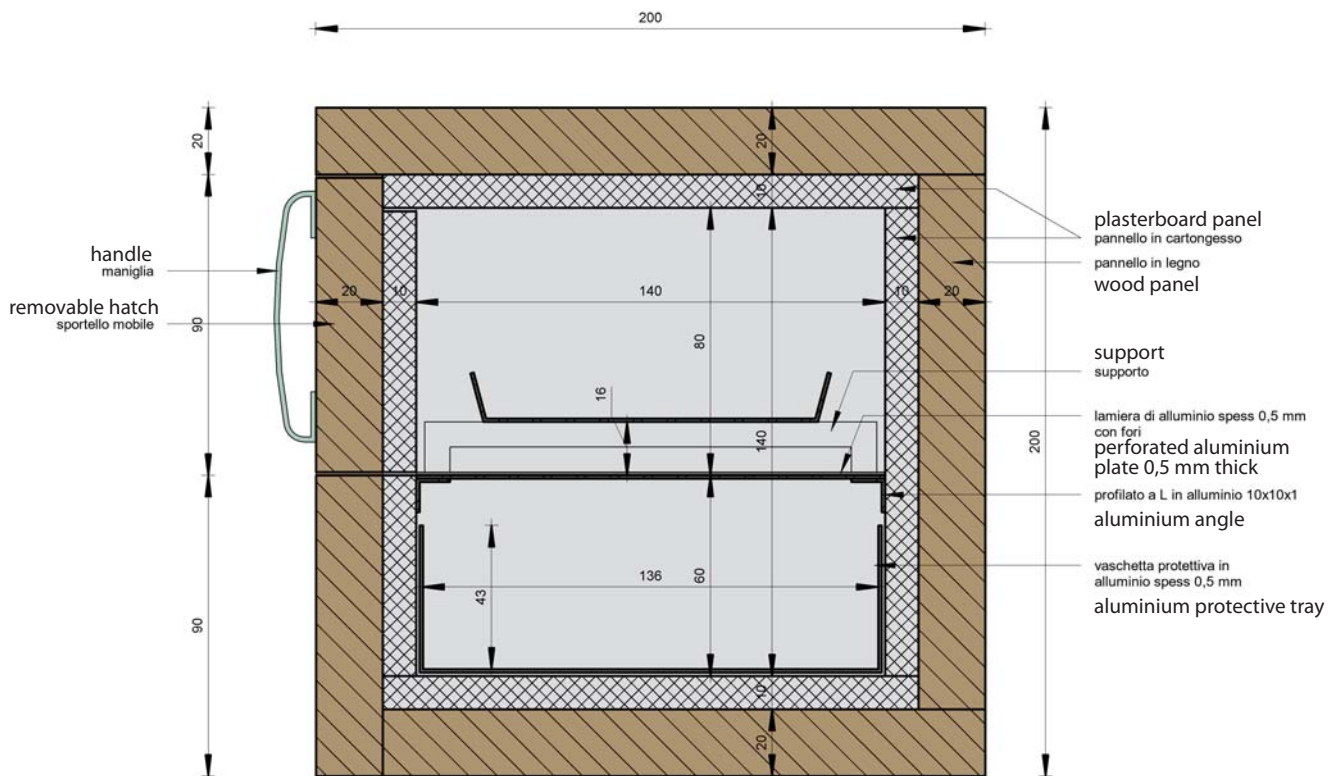 200
20
20
10
plasterboard panel
pannello in cartongesso
handle
maniglia
pannello in legno
wood panel
20
10
140
10
20
removable hatch
sportello mobile
90
80
support
supporto
16
lamiera di alluminio spess 0,5 mm
con fori
perforated aluminium
plate 0,5 mm thick
140
200
profilato a L in alluminio 10x10x1
aluminium angle
vaschetta protettiva in
alluminio spess 0,5 mm
aluminium protective tray
136
60
43
90
10
20